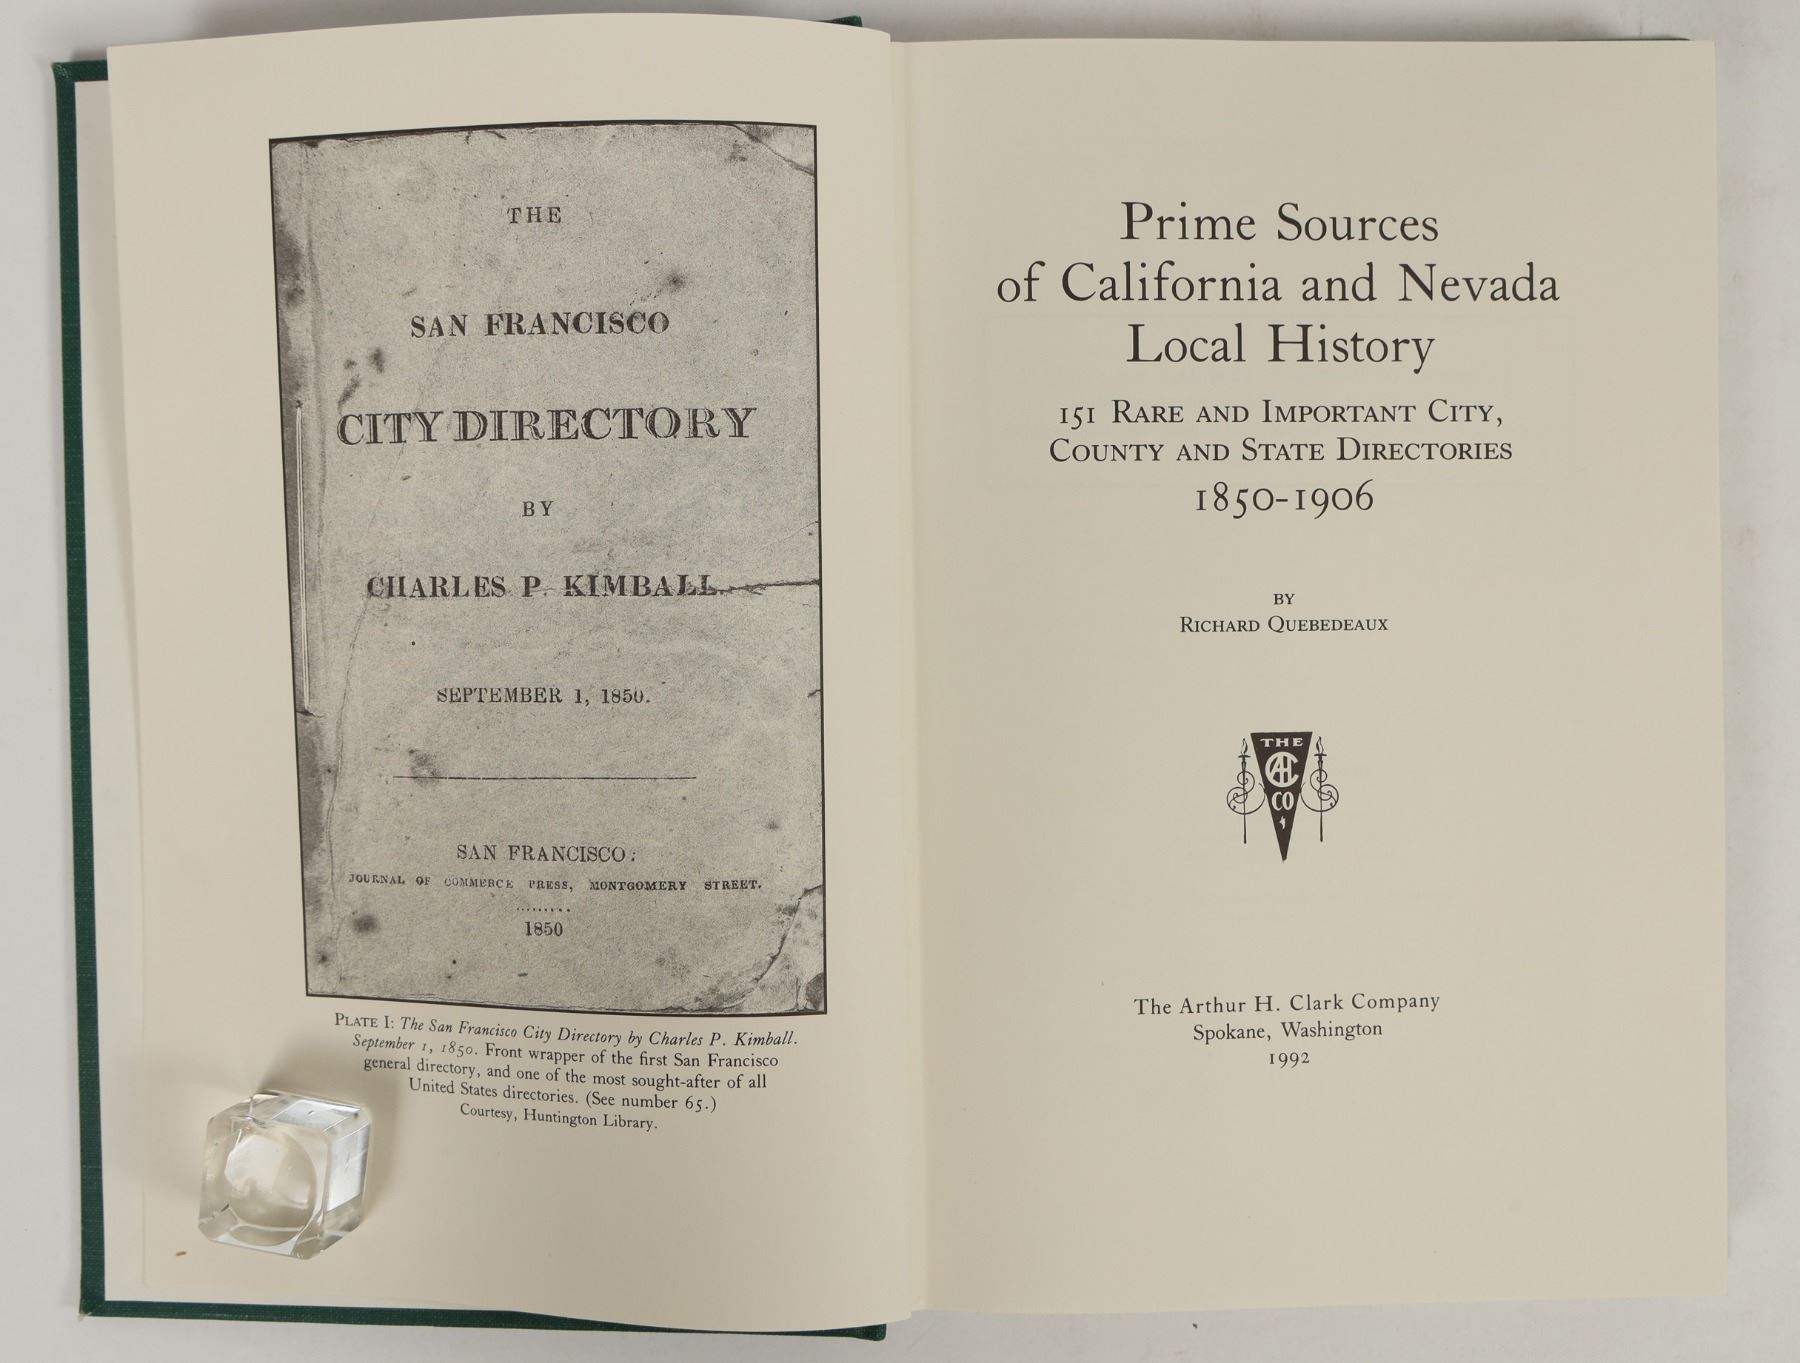 THE
SAN FRANCISCO
CITY DIRECTORY
BY
CHARLES P. KIMBALL.
SEPTEMBER 1, 1850.
SAN FRANCISCO:
JOURNAL OF COMMERCE PRESS, MONTGOMERY STREET.
.........
1850
PLATE I: The San Francisco City Directory by Charles P. Kimball.
September 1, 1850. Front wrapper of the first San Francisco
general directory, and one of the most sought-after of all
United States directories. (See number 65.)
Courtesy, Huntington Library.
Prime Sources
of California and Nevada
Local History
151 RARE AND IMPORTANT CITY,
COUNTY AND STATE DIRECTORIES
1850-1906
BY
RICHARD QUEBEDEAUX
THE
AHC
CO
The Arthur H. Clark Company
Spokane, Washington
1992